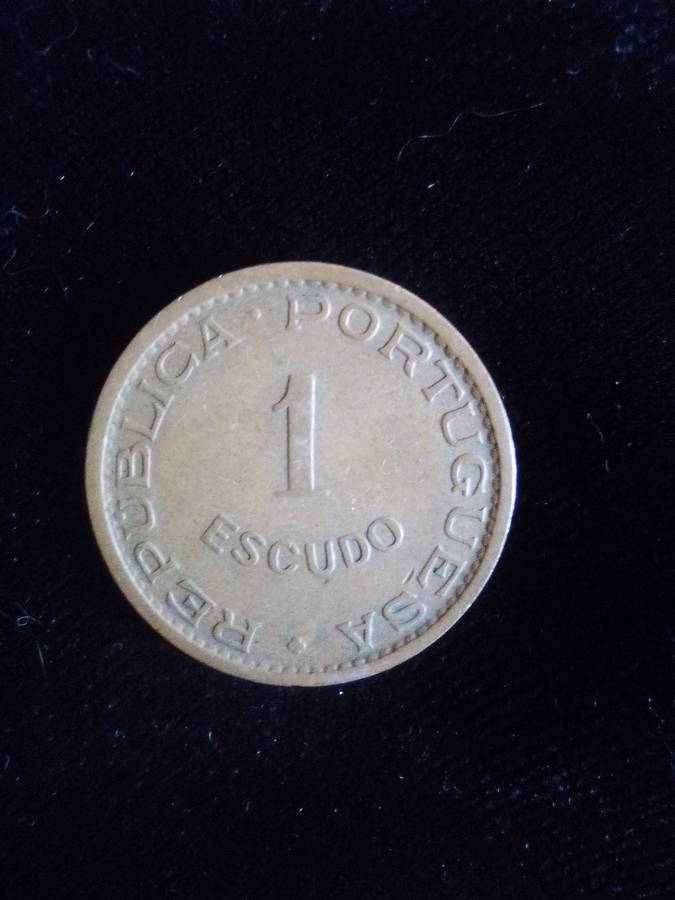 REPUBLICA · PORTUGUESA ·
1
ESCUDO